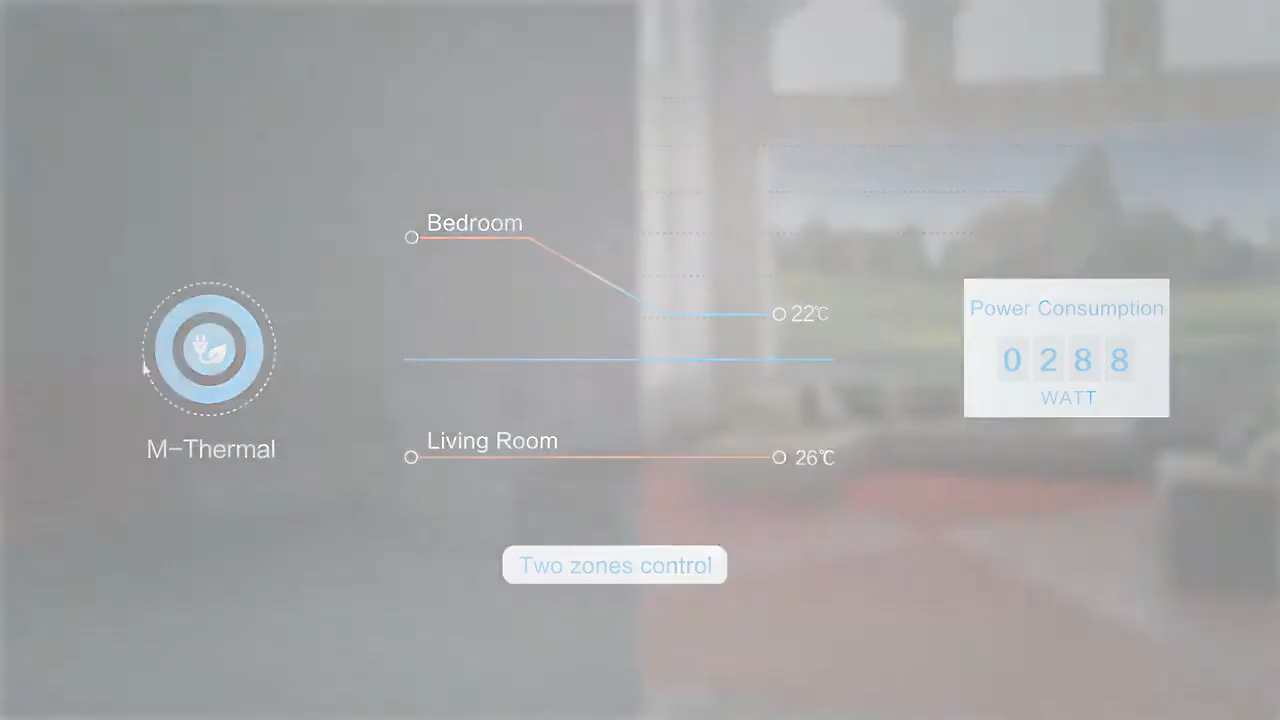 Bedroom
22℃
Power Consumption
0288
WATT
M-Thermal
Living Room
26℃
Two zones control